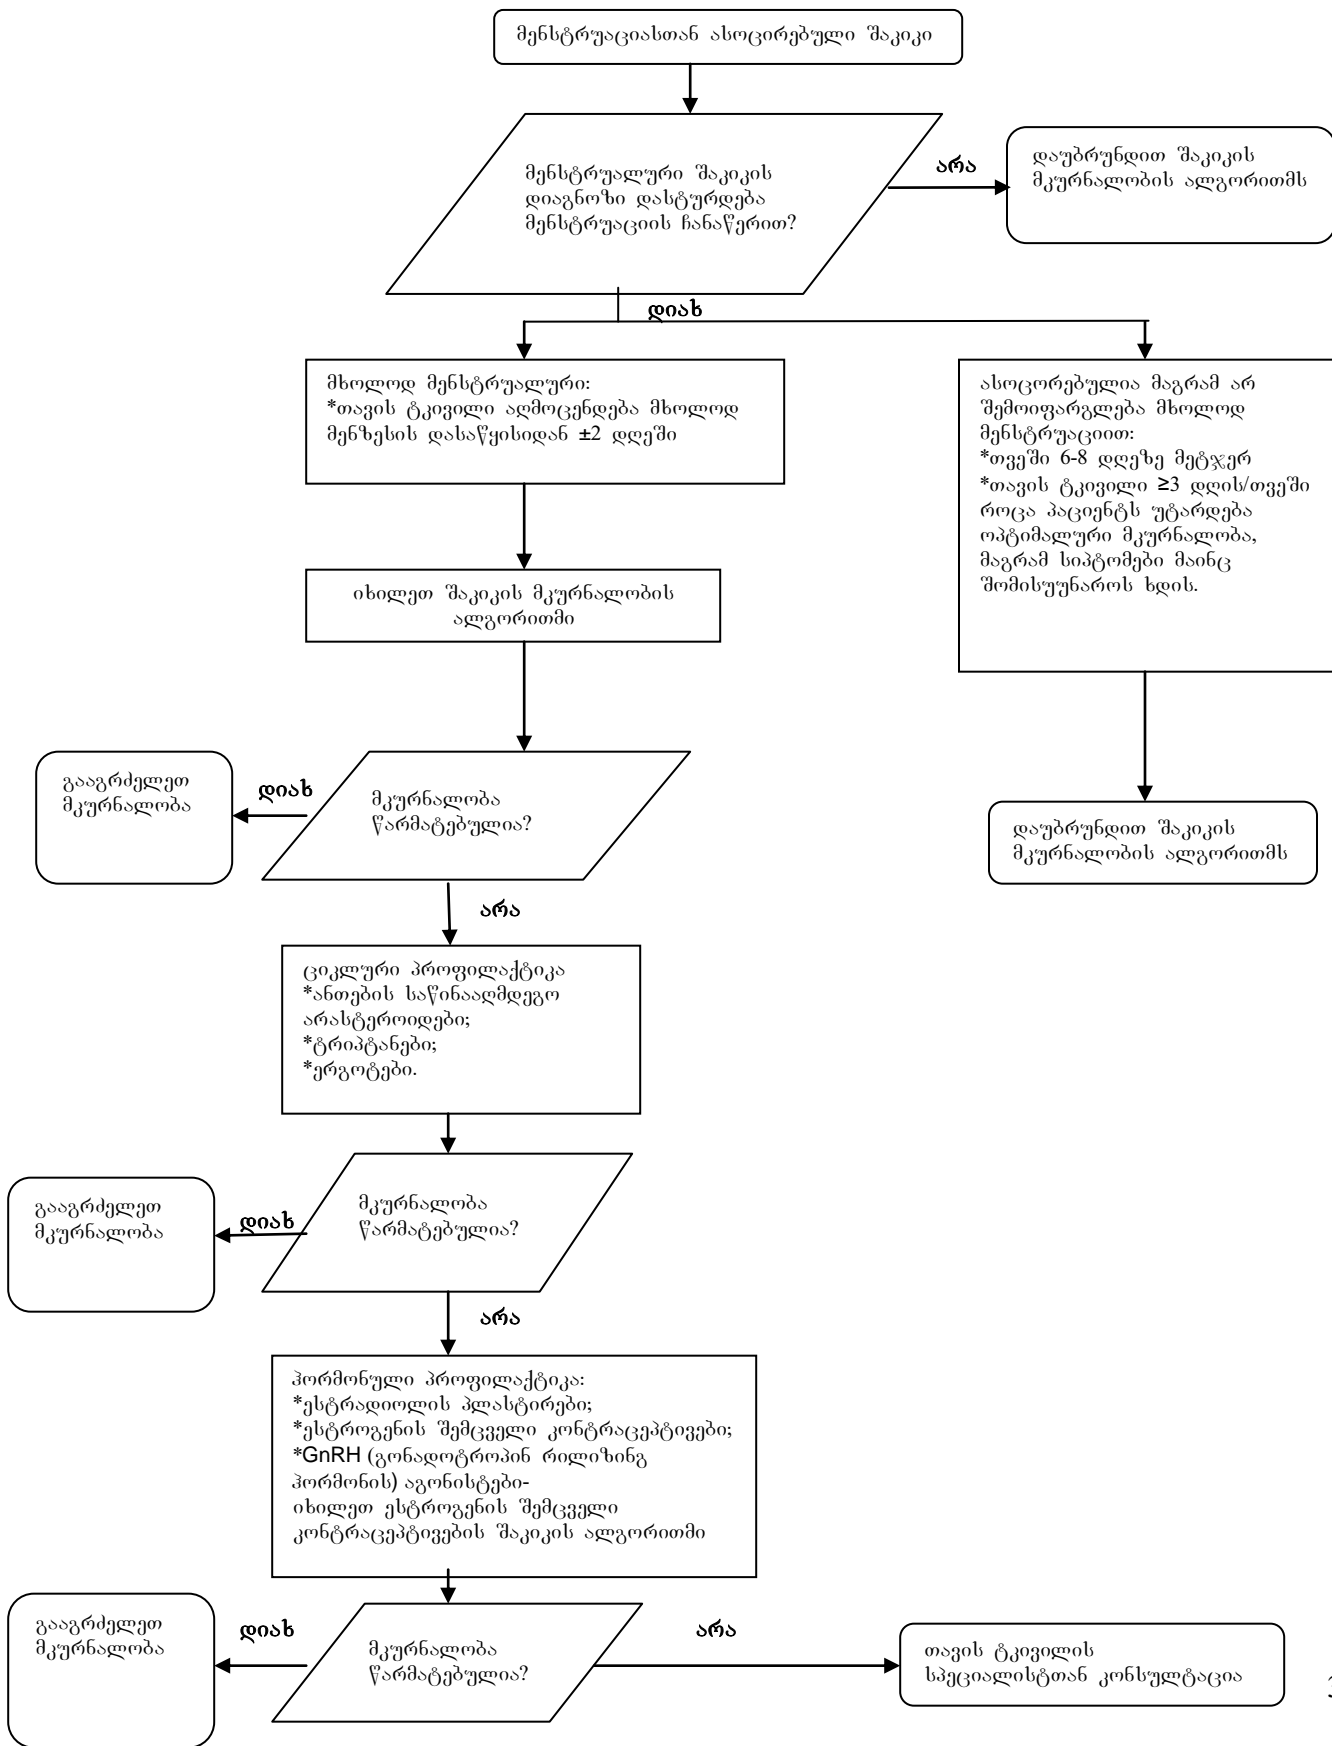 მენსტრუაციასთან ასოცირებული შაკიკი
მენსტრუალური შაკიკის
დიაგნოზი დასტურდება
მენსტრუაციის ჩანაწერით?
არა
დაუბრუნდით შაკიკის
მკურნალობის ალგორითმს
დიახ
მხოლოდ მენსტრუალური:
*თავის ტკივილი აღმოცენდება მხოლოდ
მენზესის დასაწყისიდან ±2 დღეში
ასოცორებულია მაგრამ არ
შემოიფარგლება მხოლოდ
მენსტრუაციით:
*თვეში 6-8 დღეზე მეტჯერ
*თავის ტკივილი ≥3 დღის/თვეში
როცა პაციენტს უტარდება
ოპტიმალური მკურნალობა,
მაგრამ სიპტომები მაინც
შომისუუნაროს ხდის.
იხილეთ შაკიკის მკურნალობის
ალგორითმი
გააგრძელეთ
მკურნალობა
დიახ
მკურნალობა
წარმატებულია?
დაუბრუნდით შაკიკის
მკურნალობის ალგორითმს
არა
ციკლური პროფილაქტიკა
*ანთების საწინააღმდეგო
არასტეროიდები;
*ტრიპტანები;
*ერგოტები.
გააგრძელეთ
მკურნალობა
დიახ
მკურნალობა
წარმატებულია?
არა
ჰორმონული პროფილაქტიკა:
*ესტრადიოლის პლასტირები;
*ესტროგენის შემცველი კონტრაცეპტივები;
*GnRH (გონადოტროპინ რილიზინგ
ჰორმონის) აგონისტები-
იხილეთ ესტროგენის შემცველი
კონტრაცეპტივების შაკიკის ალგორითმი
გააგრძელეთ
მკურნალობა
დიახ
მკურნალობა
წარმატებულია?
არა
თავის ტკივილის
სპეციალისტთან კონსულტაცია